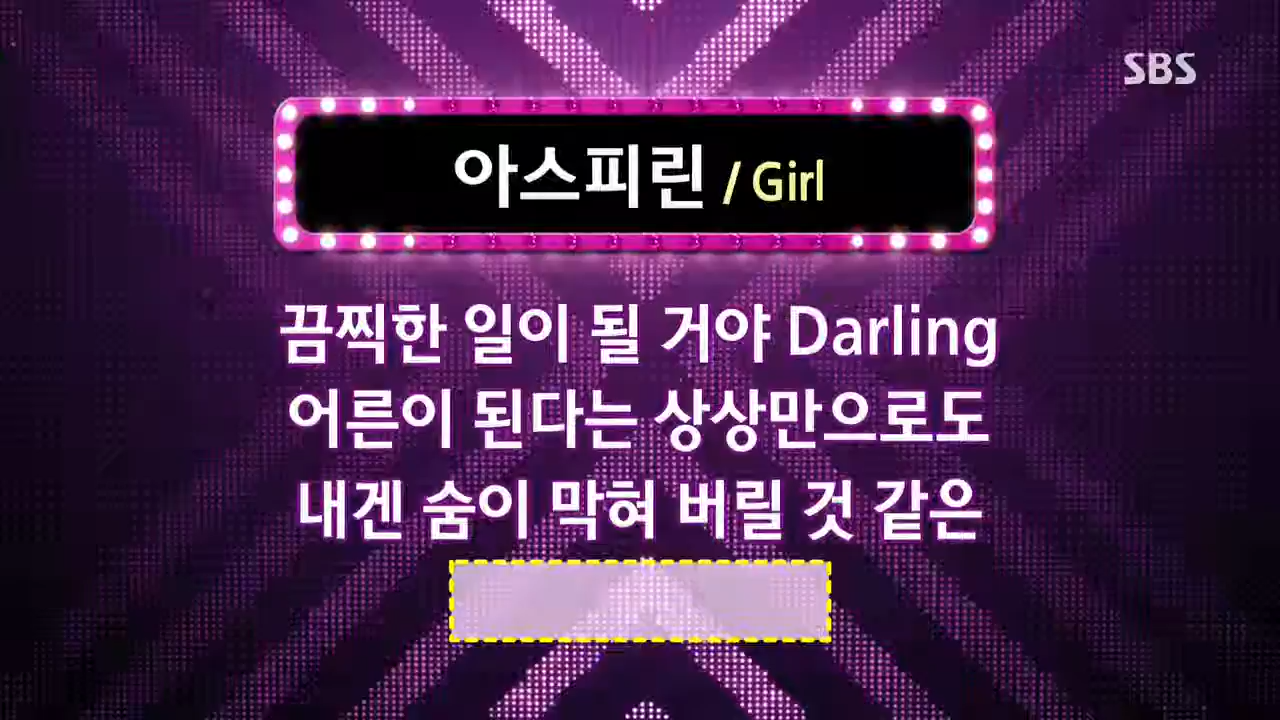 SBS
아스피린 / Girl
끔찍한 일이 될 거야 Darling
어른이 된다는 상상만으로도
내겐 숨이 막혀 버릴 것 같은